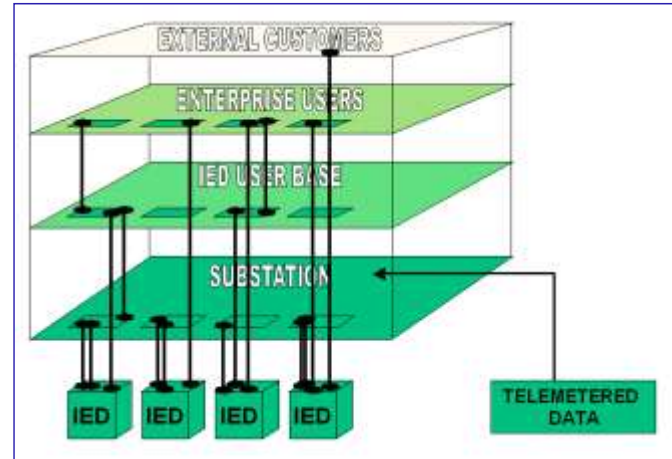 EXTERNAL CUSTOMERS
ENTERPRISE USERS
IED USER BASE
SUBSTATION
IED IED IED IED
TELEMETERED
DATA